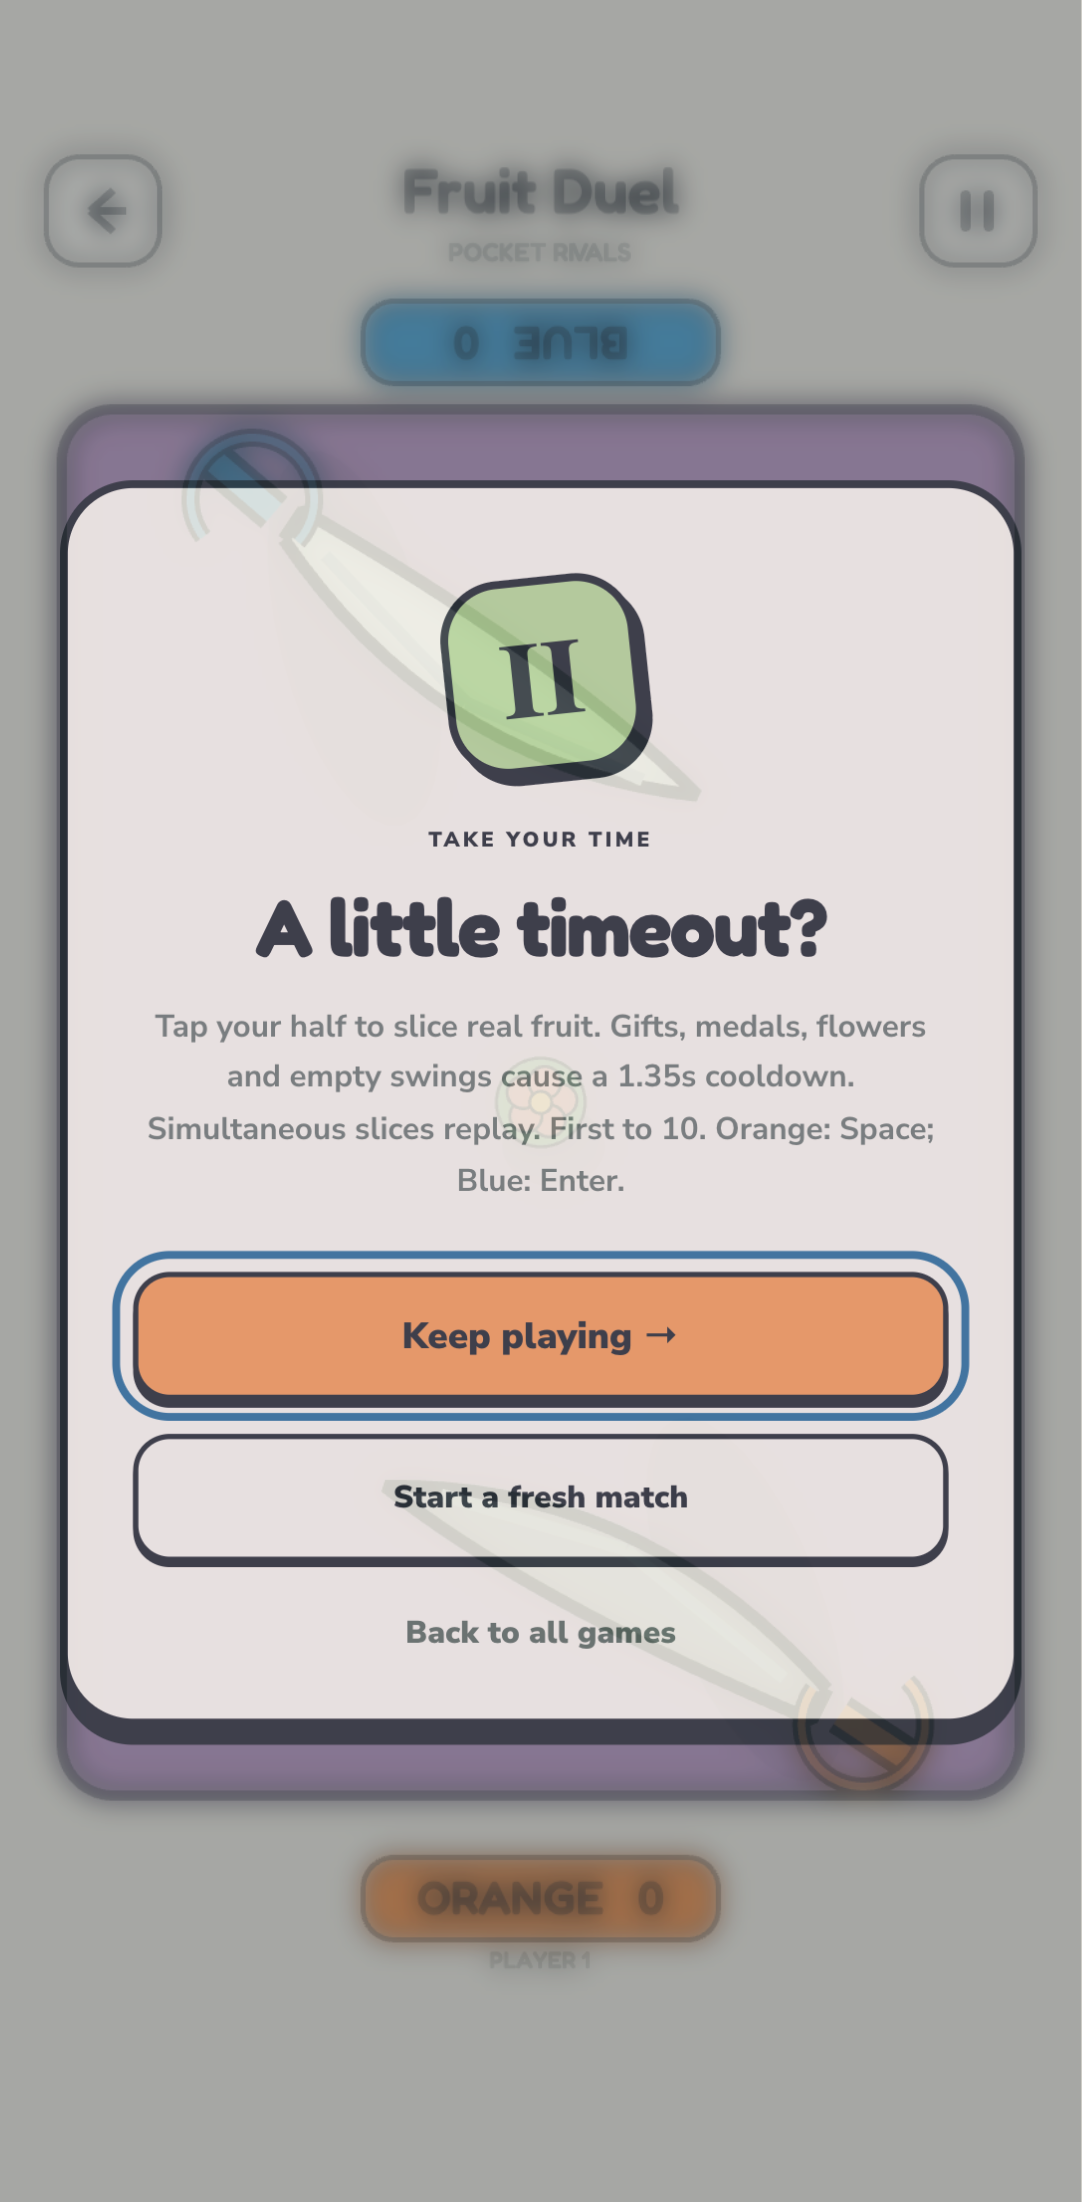 Fruit Duel
POCKET RIVALS
BLUE 0
II
TAKE YOUR TIME
A little timeout?
Tap your half to slice real fruit. Gifts, medals, flowers
and empty swings cause a 1.35s cooldown.
Simultaneous slices replay. First to 10. Orange: Space;
Blue: Enter.
Keep playing →
Start a fresh match
Back to all games
ORANGE 0
PLAYER 1